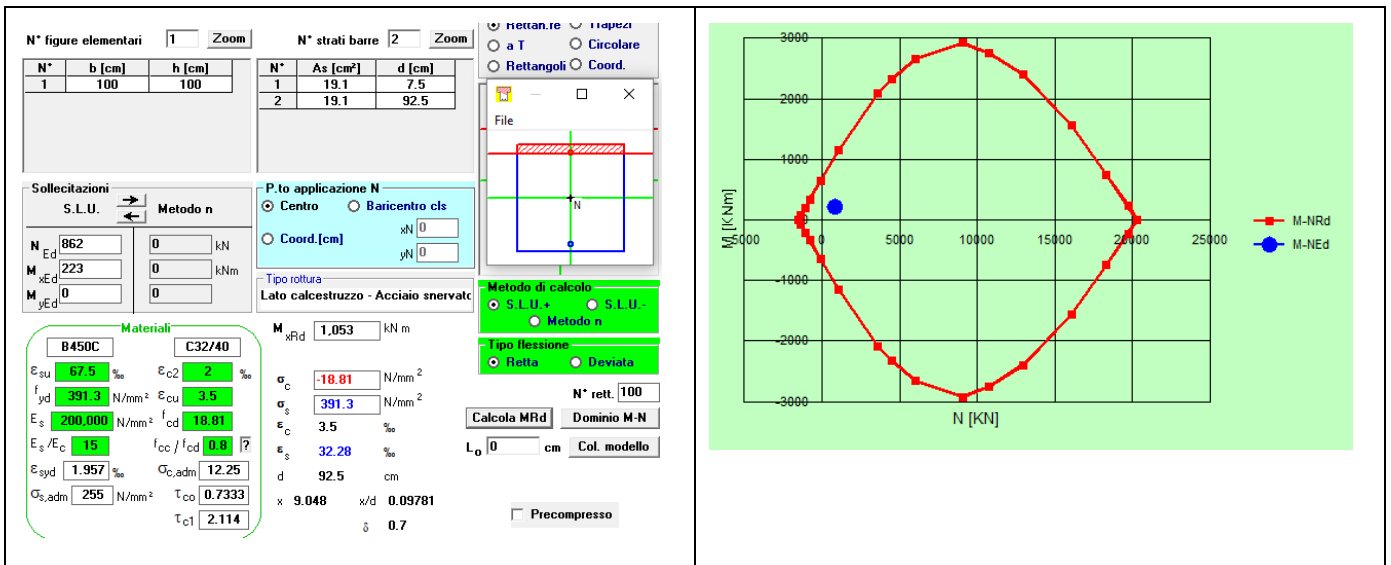 N° figure elementari 1 Zoom
N° strati barre 2 Zoom
N° b [cm] h [cm]
1 100 100
N° As [cm²] d [cm]
1 19.1 7.5
2 19.1 92.5
Rettan.re Trapezi
a T Circolare
Rettangoli Coord.
File
N
Sollecitazioni
S.L.U. Metodo n
N Ed 862 0 kN
M xEd 223 0 kNm
M yEd 0 0
P.to applicazione N
Centro Baricentro cls
Coord.[cm] xN 0
yN 0
Tipo rottura
Lato calcestruzzo - Acciaio snervato
Metodo di calcolo
S.L.U.+ S.L.U.-
Metodo n
Tipo flessione
Retta Deviata
N° rett. 100
Calcola MRd Dominio M-N
L₀ 0 cm Col. modello
Precompresso
Materiali
B450C C32/40
εsu 67.5 ‰ εc2 2 ‰
fyd 391.3 N/mm² εcu 3.5
Es 200,000 N/mm² fcd 18.81
Es/Ec 15 fcc / fcd 0.8 ?
εsyd 1.957 ‰ σc,adm 12.25
σs,adm 255 N/mm² τco 0.7333
τc1 2.114
M xRd 1,053 kN m
σc -18.81 N/mm²
σs 391.3 N/mm²
εc 3.5 ‰
εs 32.28 ‰
d 92.5 cm
x 9.048 x/d 0.09781
δ 0.7
3000
2000
1000
0
-1000
-2000
-3000
-5000 0 5000 10000 15000 20000 25000
M [KNm]
N [KN]
M-NRd
M-NEd